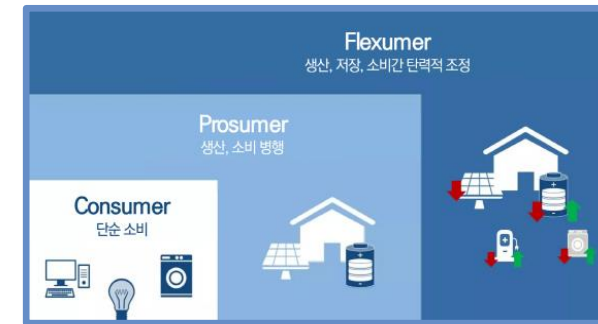 Flexumer
생산, 저장, 소비간 탄력적 조정
Prosumer
생산, 소비 병행
Consumer
단순 소비